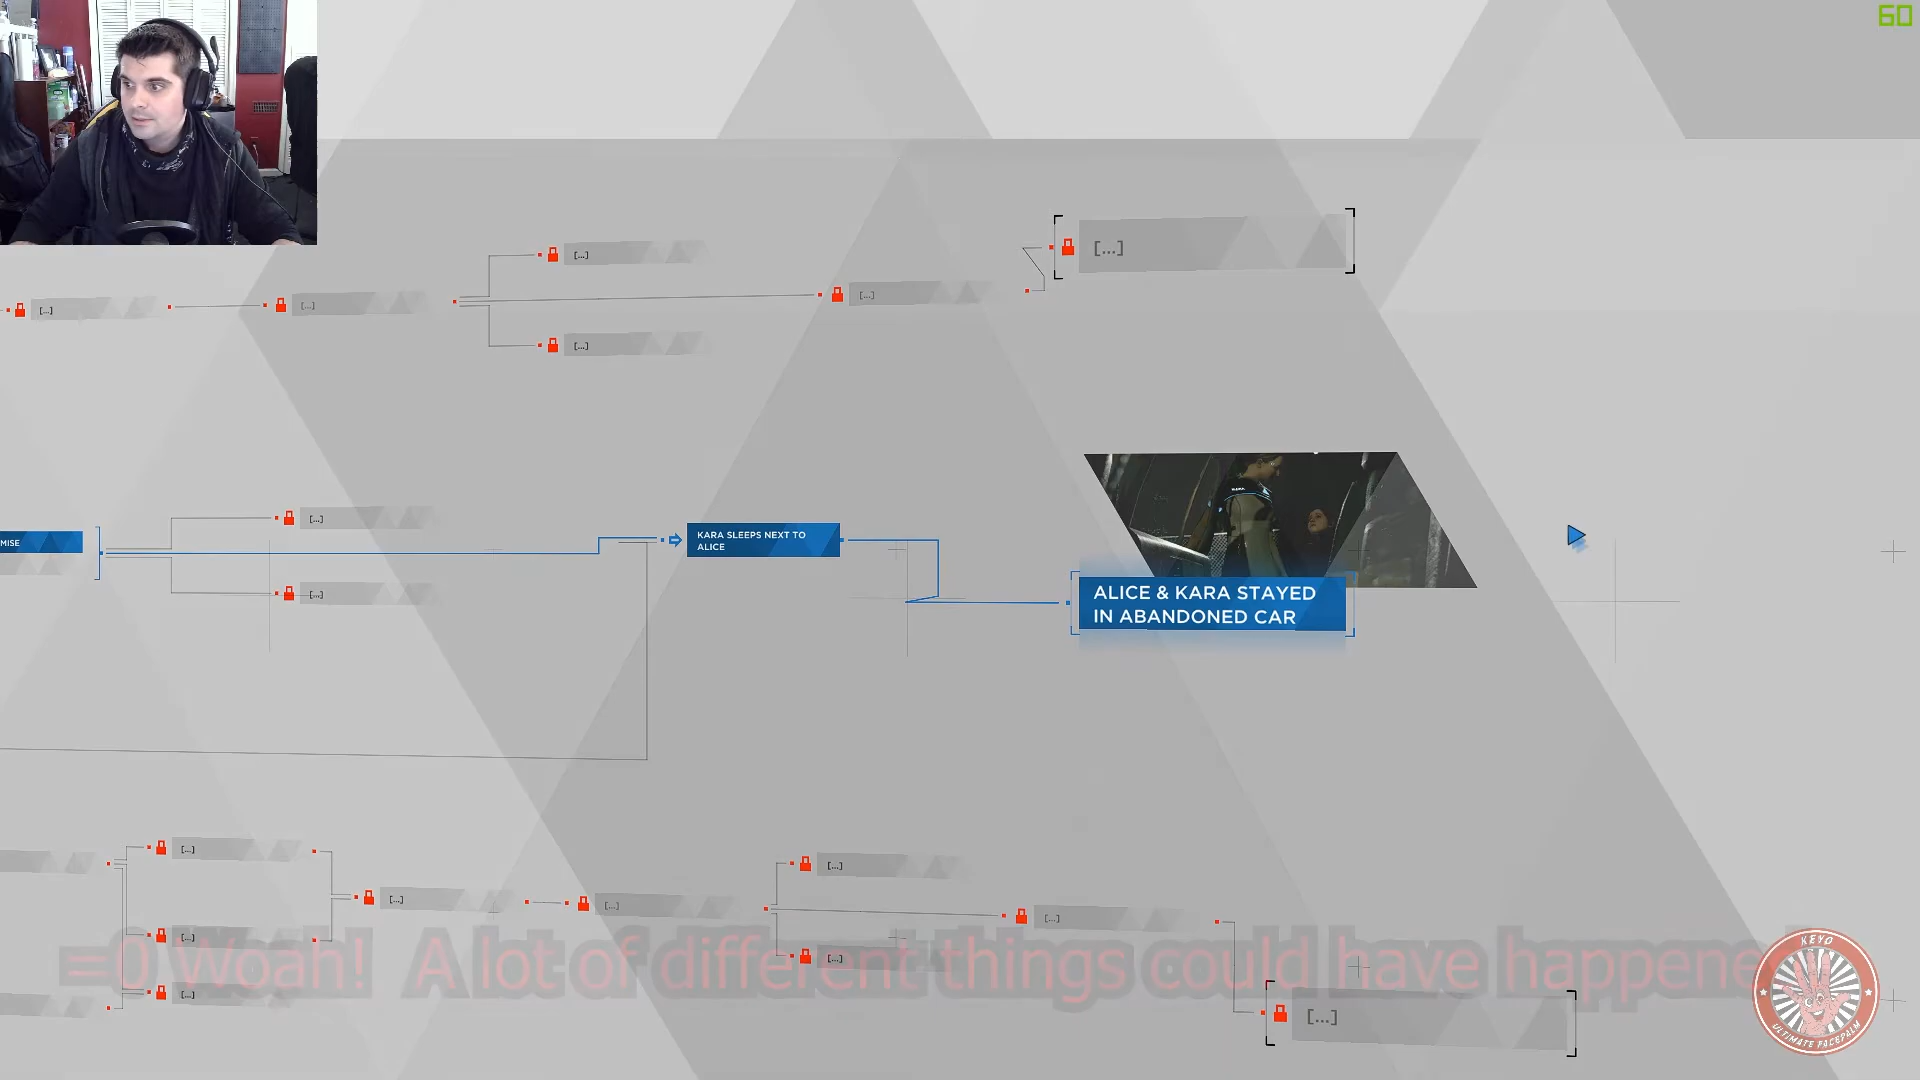 60
[...]
[...]
[...]
[...]
[...]
[...]
[...]
MISE
KARA SLEEPS NEXT TO
ALICE
[...]
ALICE & KARA STAYED
IN ABANDONED CAR
[...]
[...]
[...]
[...]
[...]
[...]
[...]
=O Woah!  A lot of different things could have happene
[...]
[...]
KEYO
ULTIMATE FACEPALM